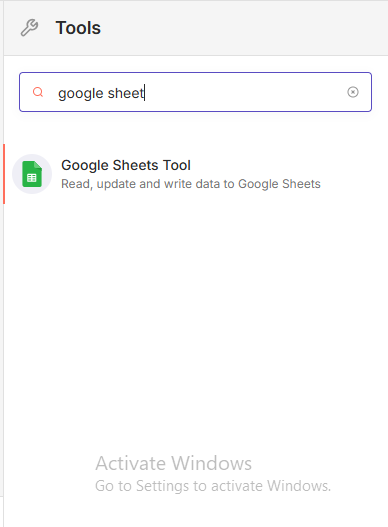 Tools
google sheet
Google Sheets Tool
Read, update and write data to Google Sheets
Activate Windows
Go to Settings to activate Windows.